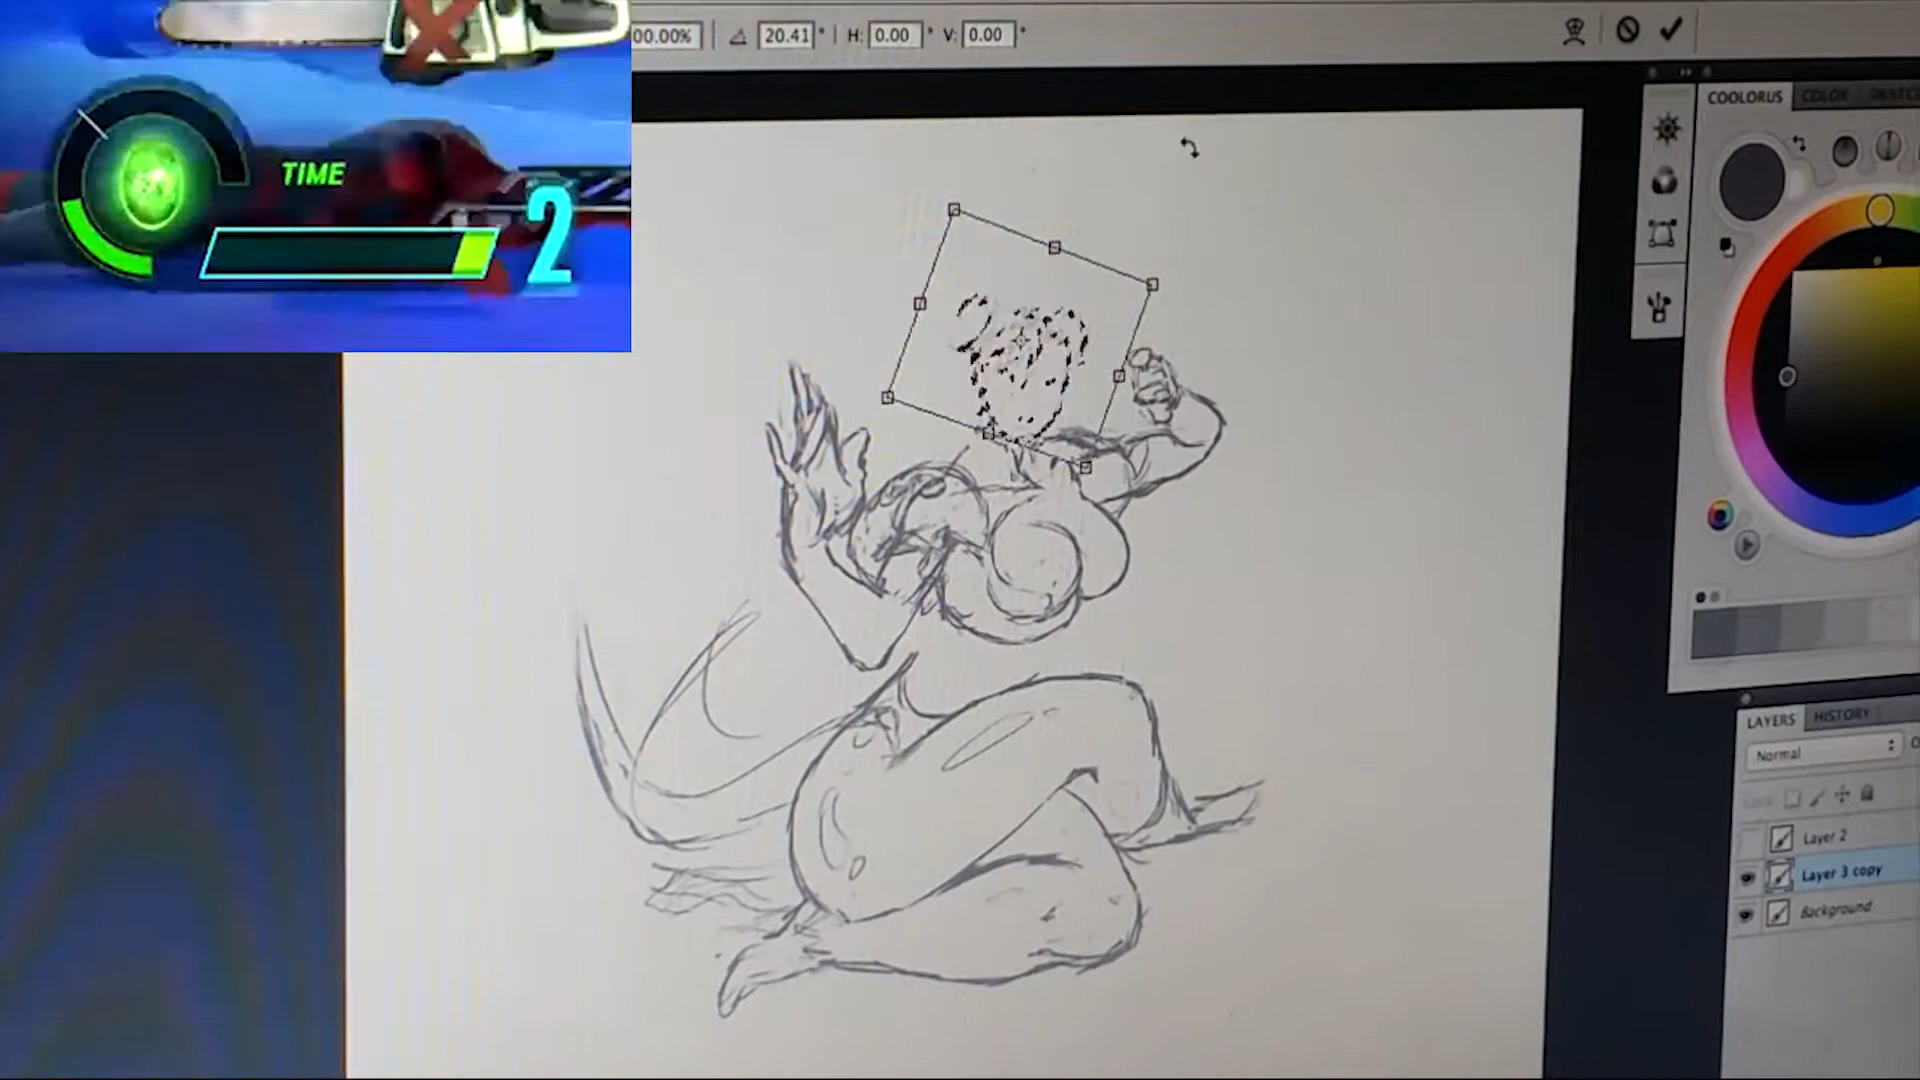 00.00%
20.41°
H: 0.00°
V: 0.00°
COOLORUS
COLOR
TIME
2
LAYERS
HISTORY
Normal
Layer 2
Layer 3 copy
Background